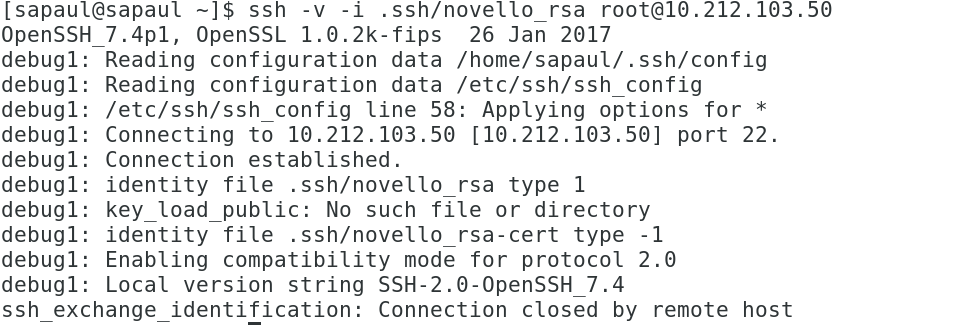 [sapaul@sapaul ~]$ ssh -v -i .ssh/novello_rsa root@10.212.103.50
OpenSSH_7.4p1, OpenSSL 1.0.2k-fips  26 Jan 2017
debug1: Reading configuration data /home/sapaul/.ssh/config
debug1: Reading configuration data /etc/ssh/ssh_config
debug1: /etc/ssh/ssh_config line 58: Applying options for *
debug1: Connecting to 10.212.103.50 [10.212.103.50] port 22.
debug1: Connection established.
debug1: identity file .ssh/novello_rsa type 1
debug1: key_load_public: No such file or directory
debug1: identity file .ssh/novello_rsa-cert type -1
debug1: Enabling compatibility mode for protocol 2.0
debug1: Local version string SSH-2.0-OpenSSH_7.4
ssh_exchange_identification: Connection closed by remote host